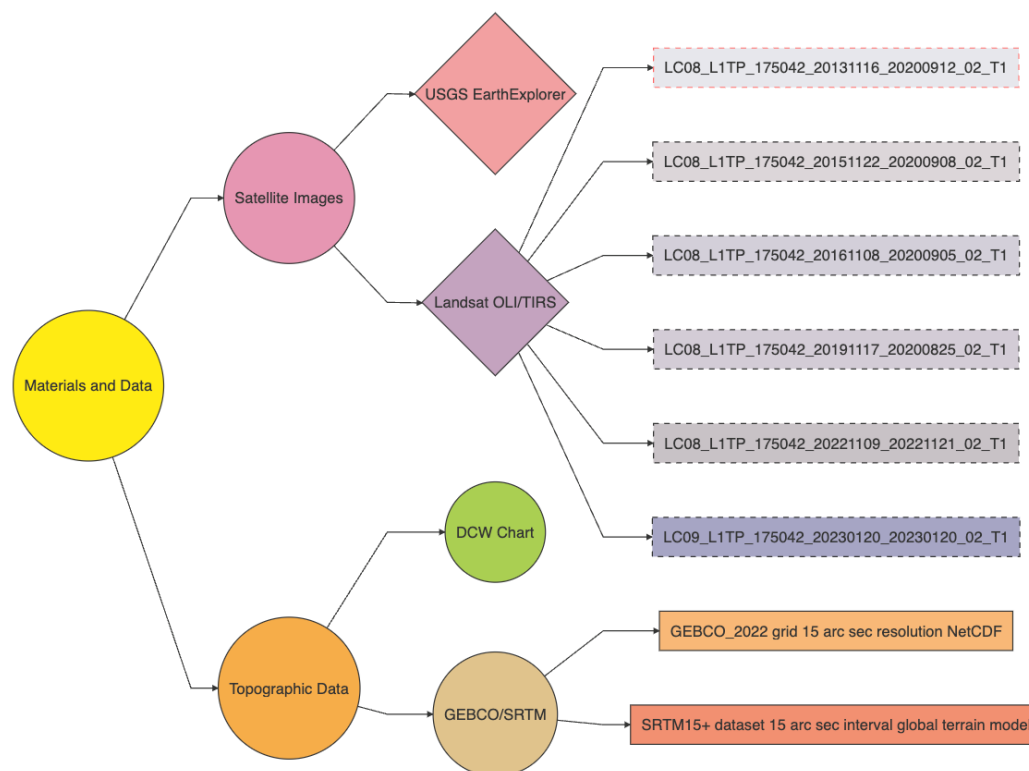 LC08_L1TP_175042_20131116_20200912_02_T1
USGS EarthExplorer
LC08_L1TP_175042_20151122_20200908_02_T1
Satellite Images
LC08_L1TP_175042_20161108_20200905_02_T1
Landsat OLI/TIRS
LC08_L1TP_175042_20191117_20200825_02_T1
Materials and Data
LC08_L1TP_175042_20221109_20221121_02_T1
DCW Chart
LC09_L1TP_175042_20230120_20230120_02_T1
GEBCO_2022 grid 15 arc sec resolution NetCDF
Topographic Data
GEBCO/SRTM
SRTM15+ dataset 15 arc sec interval global terrain model